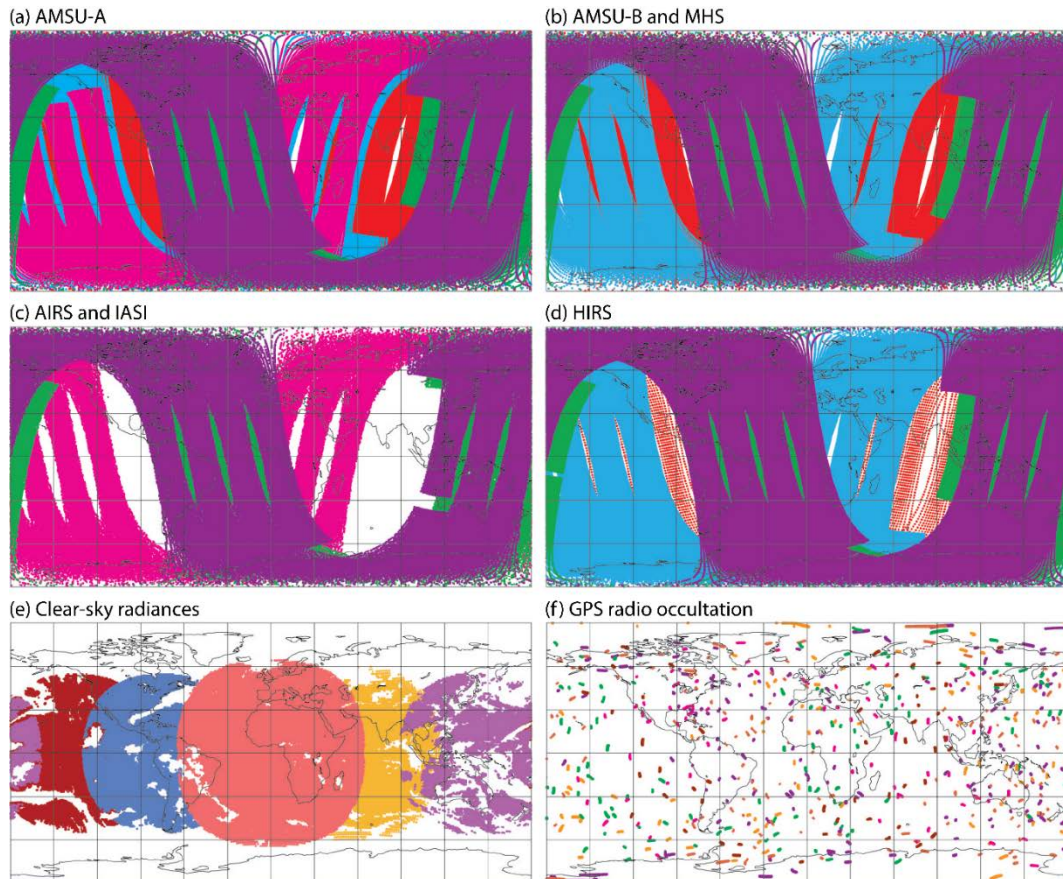 (a) AMSU-A
(b) AMSU-B and MHS
(c) AIRS and IASI
(d) HIRS
(e) Clear-sky radiances
(f) GPS radio occultation